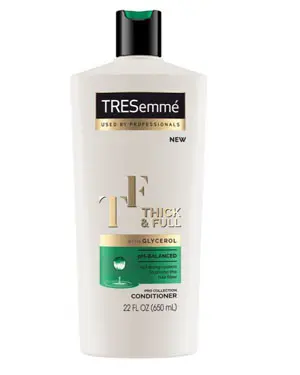 TRESemmé
USED BY PROFESSIONALS
NEW
TF
THICK
& FULL
WITH GLYCEROL
pH-BALANCED
PRO COLLECTION
CONDITIONER
22 FL OZ (650 mL)